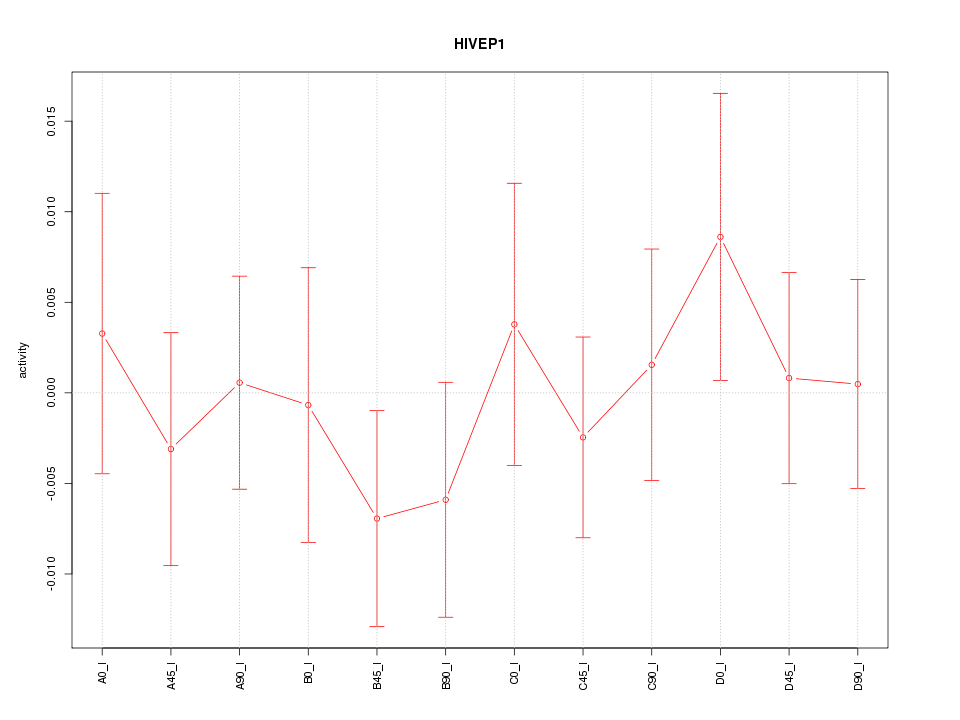 HIVEP1
activity
0.015
0.010
0.005
0.000
-0.005
-0.010
A0_I
A45_I
A90_I
B0_I
B45_I
B90_I
C0_I
C45_I
C90_I
D0_I
D45_I
D90_I